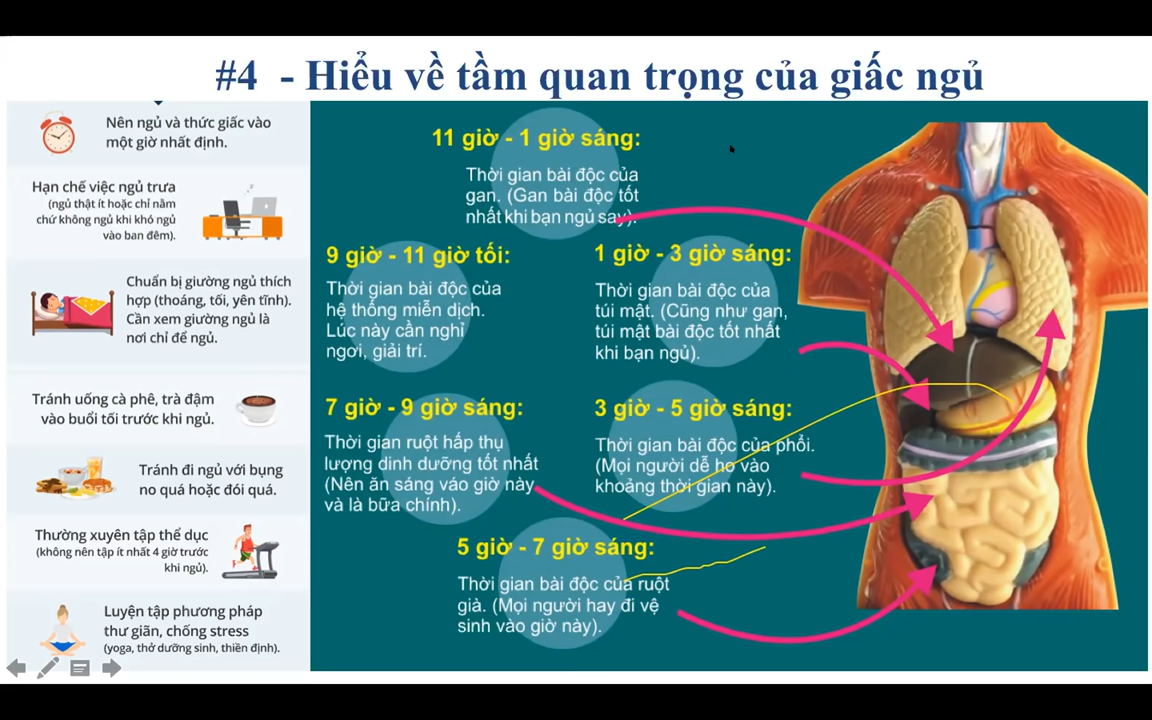 #4 - Hiểu về tầm quan trọng của giấc ngủ
Nên ngủ và thức giấc vào
một giờ nhất định.
Hạn chế việc ngủ trưa
(ngủ thật ít hoặc chỉ nằm
chứ không ngủ khi khó ngủ
vào ban đêm).
Chuẩn bị giường ngủ thích
hợp (thoáng, tối, yên tĩnh).
Cần xem giường ngủ là
nơi chỉ để ngủ.
Tránh uống cà phê, trà đậm
vào buổi tối trước khi ngủ.
Tránh đi ngủ với bụng
no quá hoặc đói quá.
Thường xuyên tập thể dục
(không nên tập ít nhất 4 giờ trước
khi ngủ).
Luyện tập phương pháp
thư giãn, chống stress
(yoga, thở dưỡng sinh, thiền định).
11 giờ - 1 giờ sáng:
Thời gian bài độc của
gan. (Gan bài độc tốt
nhất khi bạn ngủ say).
9 giờ - 11 giờ tối:
Thời gian bài độc của
hệ thống miễn dịch.
Lúc này cần nghỉ
ngơi, giải trí.
1 giờ - 3 giờ sáng:
Thời gian bài độc của
túi mật. (Cũng như gan,
túi mật bài độc tốt nhất
khi bạn ngủ).
7 giờ - 9 giờ sáng:
Thời gian ruột hấp thụ
lượng dinh dưỡng tốt nhất
(Nên ăn sáng váo giờ này
và là bữa chính).
3 giờ - 5 giờ sáng:
Thời gian bài độc của phổi.
(Mọi người dễ ho vào
khoảng thời gian này).
5 giờ - 7 giờ sáng:
Thời gian bài độc của ruột
già. (Mọi người hay đi vệ
sinh vào giờ này).